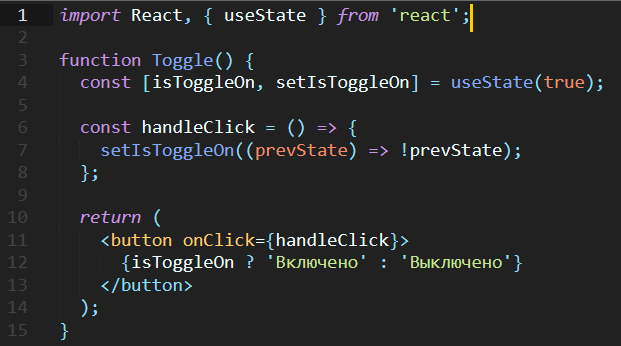 1 import React, { useState } from 'react';
2
3 function Toggle() {
4   const [isToggleOn, setIsToggleOn] = useState(true);
5
6   const handleClick = () => {
7     setIsToggleOn((prevState) => !prevState);
8   };
9
10   return (
11     <button onClick={handleClick}>
12       {isToggleOn ? 'Включено' : 'Выключено'}
13     </button>
14   );
15 }